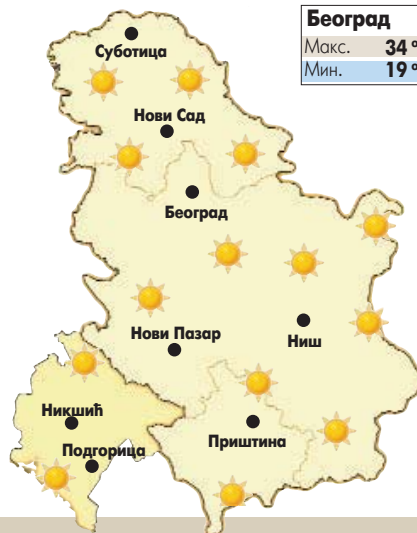 Београд
Макс. 34 º
Мин. 19 º
Суботица
Нови Сад
Београд
Нови Пазар
Ниш
Никшић
Приштина
Подгорица